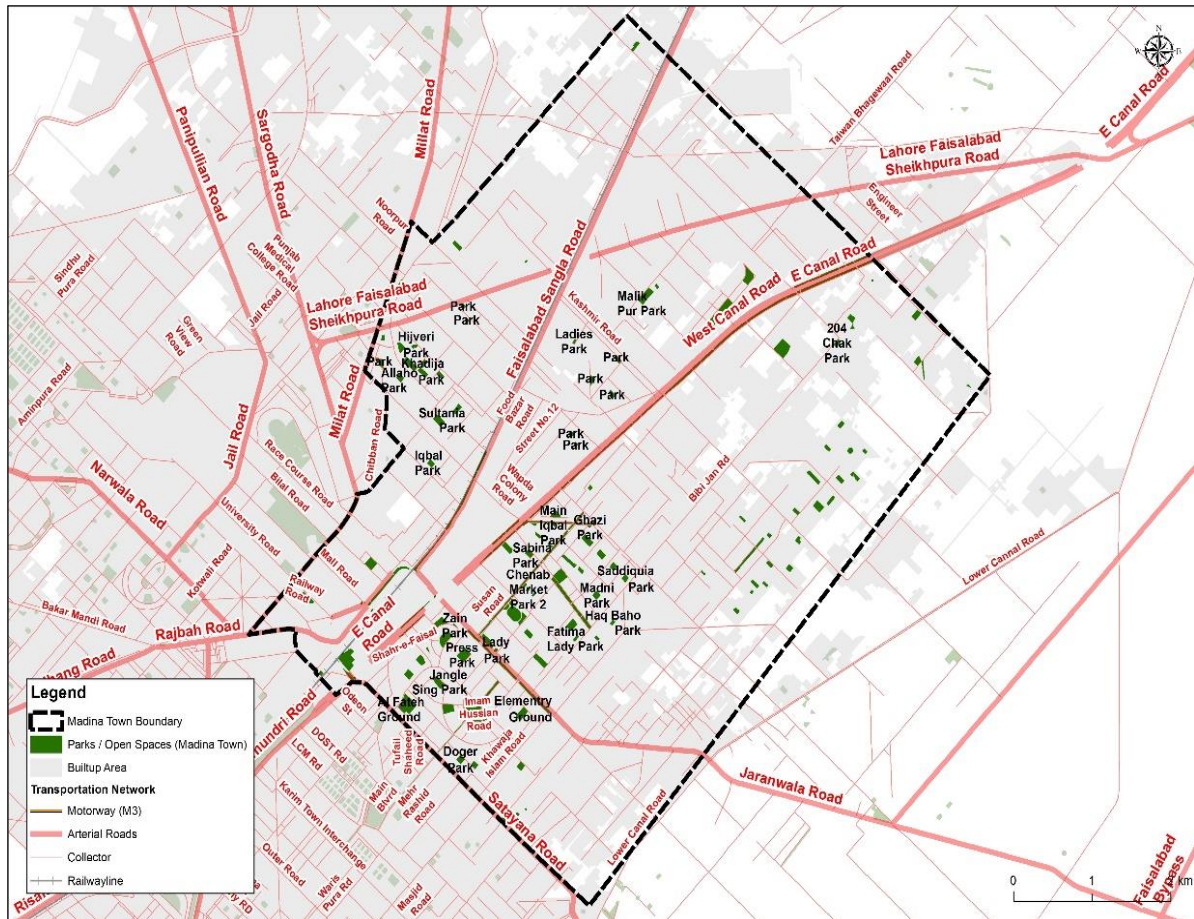 N
W
E
S
E Canal Road
Taiwan Bhagewaal Road
Lahore Faisalabad
Sheikhpura Road
Engineer
Street
Panipullian Road
Sargodha Road
Millat Road
Noorpur
Road
Sindhu
Pura Road
Punjab
Medical
College Road
Jail Road
Green
View
Road
Lahore Faisalabad
Sheikhpura Road
Faisalabad Sangla Road
Kashmir Road
Malik
Pur Park
West Canal Road
E Canal Road
204
Chak
Park
Park
Park
Hijveri
Park
Park
Khadija
Allaho
Park
Park
Ladies
Park
Park
Park
Park
Aminpura Road
Milat Road
Chibban Road
Sultania
Park
Iqbal
Park
Food
Bazar
Road
Street No.12
Park
Park
Wapda
Colony
Road
Bibi Jan Rd
Jail Road
Race Course Road
Bilal Road
Narwala Road
University Road
Mall Road
Kotwali Road
Railway
Road
Bakar Mandi Road
Rajbah Road
E Canal
Road
Main
Iqbal
Park
Ghazi
Park
Sabina
Park
Chenab
Market
Park 2
Saddiquia
Park
Madni
Park
Haq Baho
Park
Susan
Road
Fatima
Lady Park
Lower Cannal Road
Shahr-e-Faisal
Zain
Park
Press
Park
Lady
Park
Jangle
Sing Park
Al Fateh
Ground
Imam
Hussian
Road
Elementry
Ground
Odeon
St
Tufail
Shaheed
Road
Khawaja
Islam Road
Doger
Park
DOST Rd
LCM Rd
Main
Blvrd
Mehr
Rashid
Road
Karim Town Interchange
Outer Road
Waris
Pura Rd
Masjid
Road
Satayana Road
Lower Canal Road
Jaranwala Road
Faisalabad
Bypass
Legend
Madina Town Boundary
Parks / Open Spaces (Madina Town)
Builtup Area
Transportation Network
Motorway (M3)
Arterial Roads
Collector
Railwayline
0
1
km